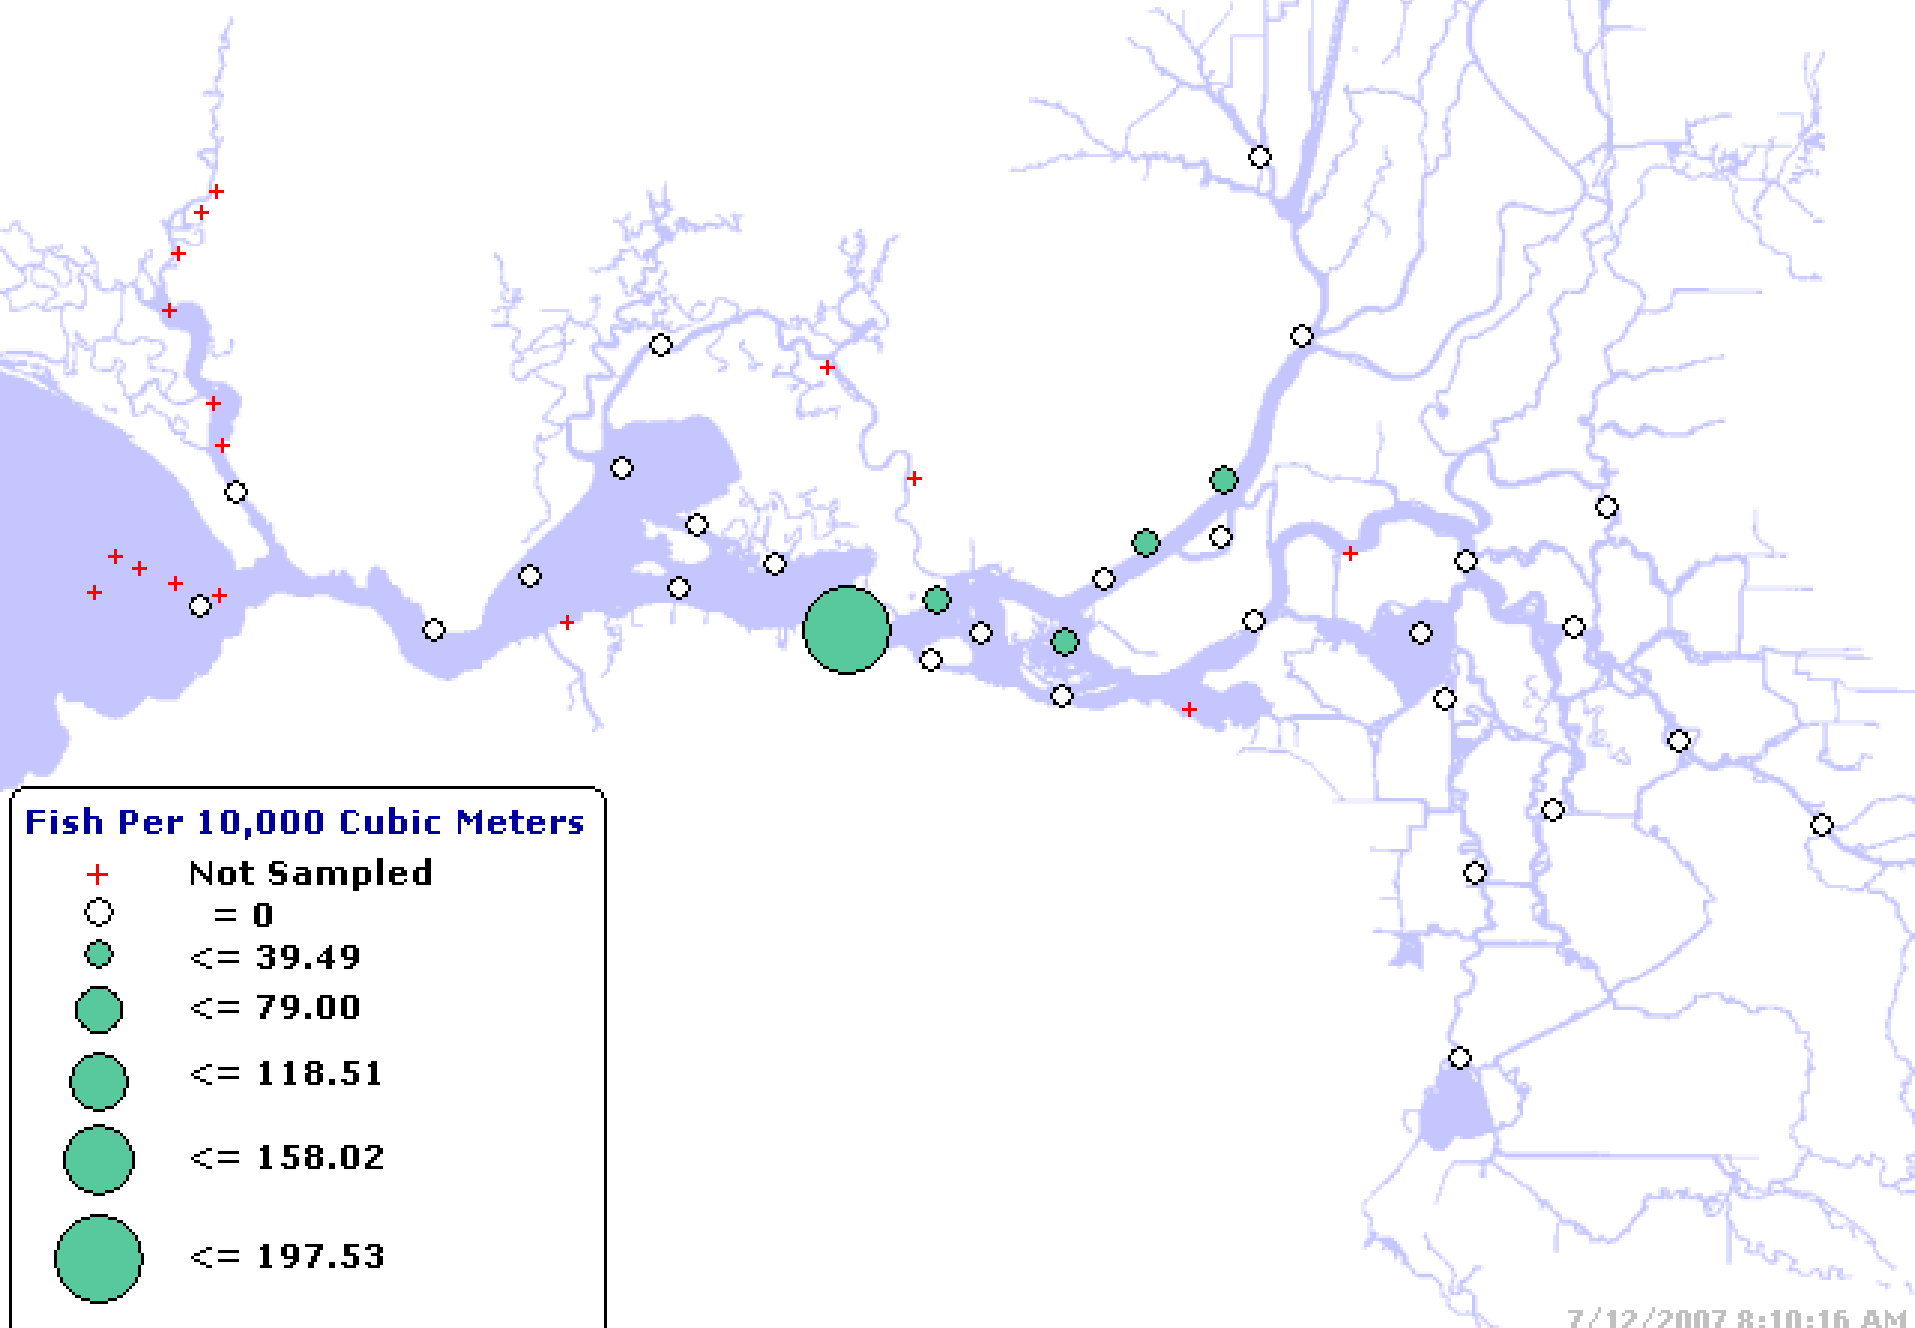 Fish Per 10,000 Cubic Meters
Not Sampled
= 0
<= 39.49
<= 79.00
<= 118.51
<= 158.02
<= 197.53
7/12/2007 8:10:16 AM